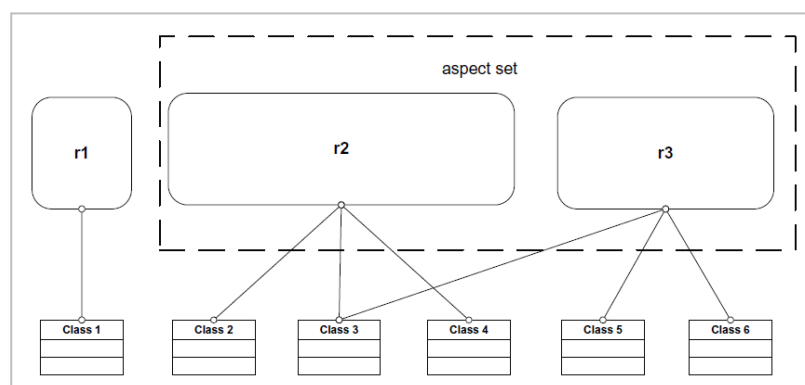 aspect set
r1
r2
r3
Class 1
Class 2
Class 3
Class 4
Class 5
Class 6